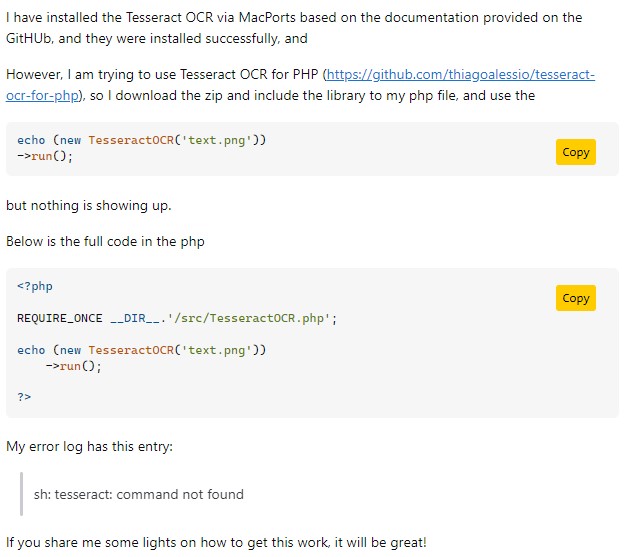 I have installed the Tesseract OCR via MacPorts based on the documentation provided on the
GitHUb, and they were installed successfully, and
However, I am trying to use Tesseract OCR for PHP (https://github.com/thiagoalessio/tesseract-
ocr-for-php), so I download the zip and include the library to my php file, and use the
echo (new TesseractOCR('text.png'))
->run();
Copy
but nothing is showing up.
Below is the full code in the php
<?php
Copy
REQUIRE_ONCE __DIR__.'/src/TesseractOCR.php';
echo (new TesseractOCR('text.png'))
->run();
?>
My error log has this entry:
sh: tesseract: command not found
If you share me some lights on how to get this work, it will be great!